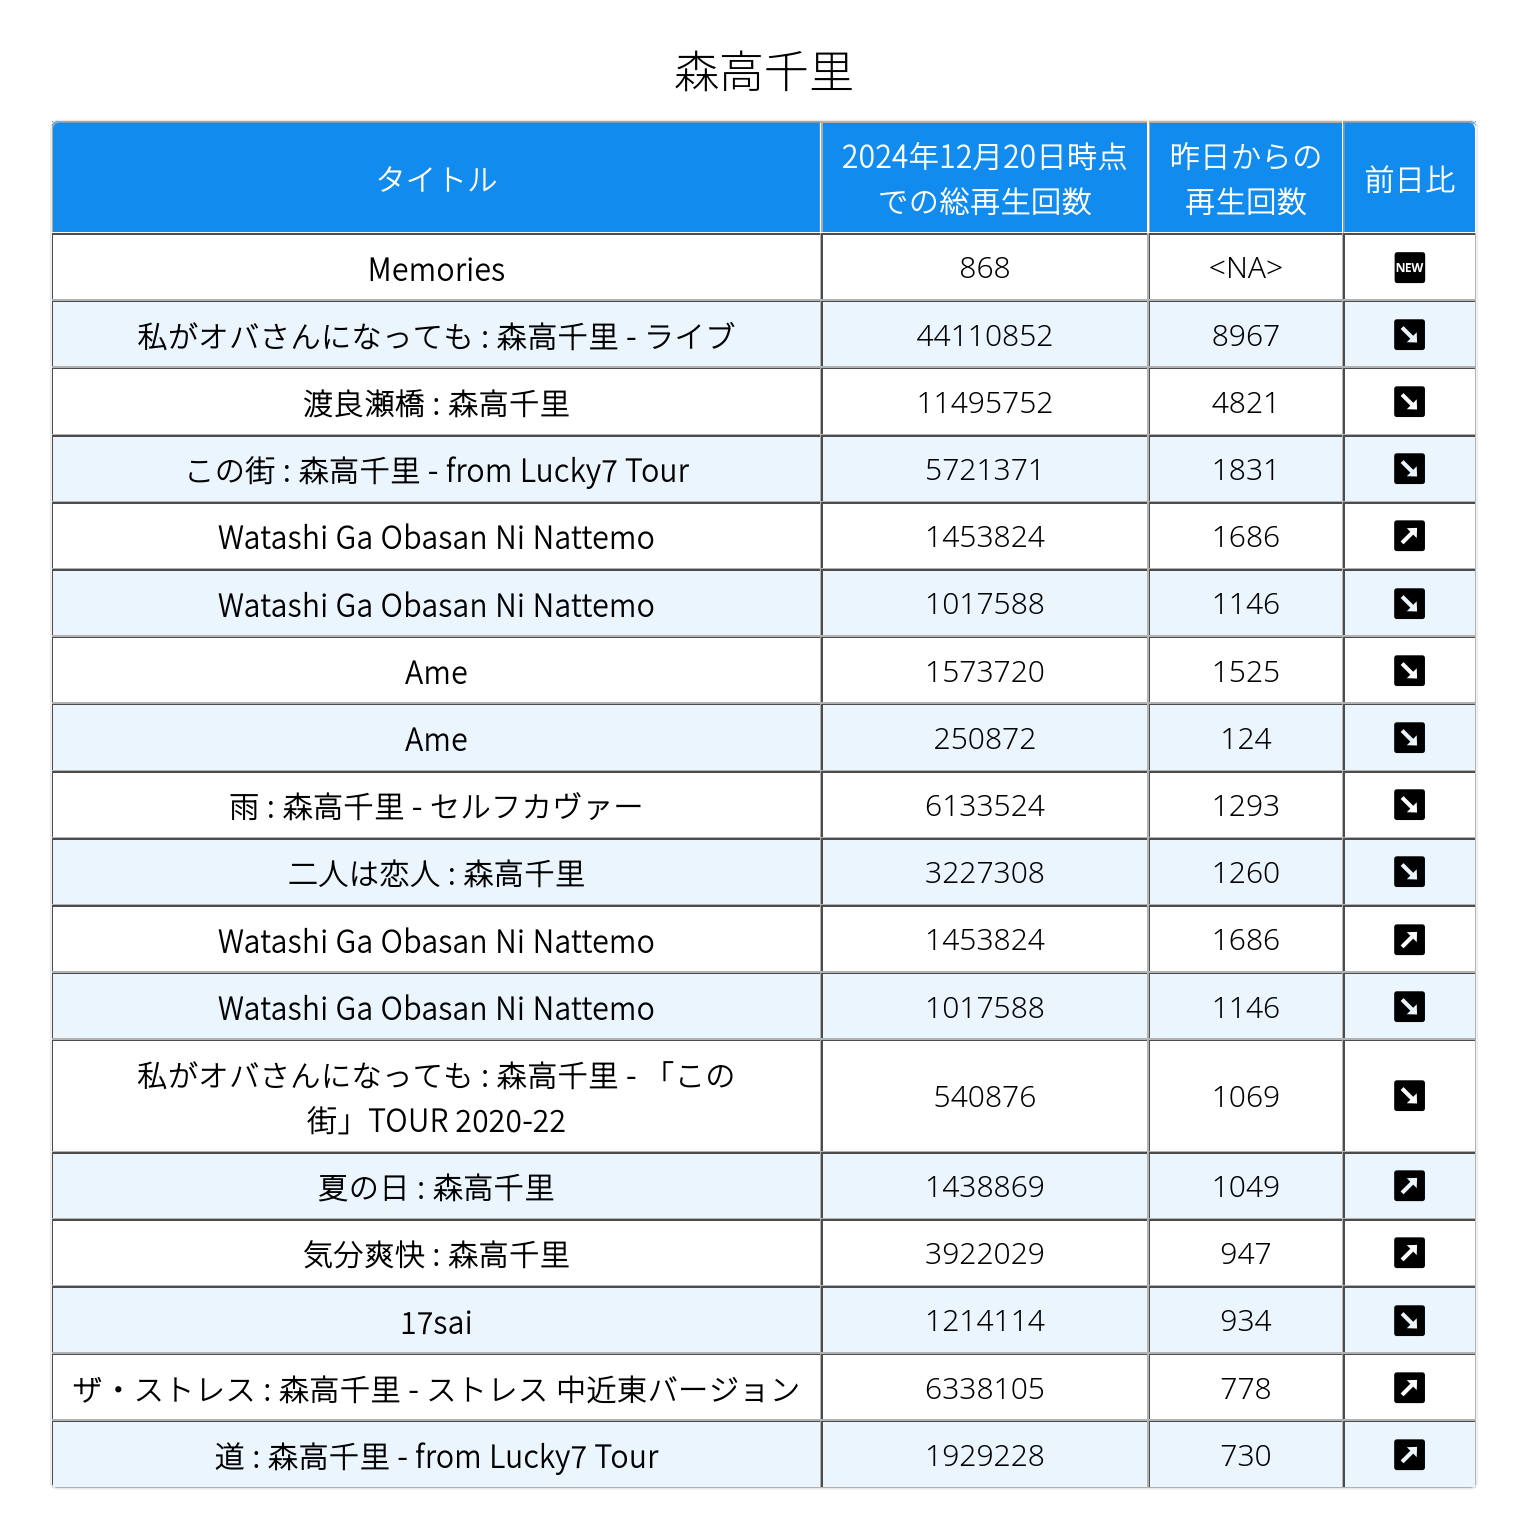 森高千里
タイトル 2024年12月20日時点での総再生回数 昨日からの再生回数 前日比
Memories 868 <NA> NEW
私がオバさんになっても : 森高千里 - ライブ 44110852 8967
渡良瀬橋 : 森高千里 11495752 4821
この街 : 森高千里 - from Lucky7 Tour 5721371 1831
Watashi Ga Obasan Ni Nattemo 1453824 1686
Watashi Ga Obasan Ni Nattemo 1017588 1146
Ame 1573720 1525
Ame 250872 124
雨 : 森高千里 - セルフカヴァー 6133524 1293
二人は恋人 : 森高千里 3227308 1260
Watashi Ga Obasan Ni Nattemo 1453824 1686
Watashi Ga Obasan Ni Nattemo 1017588 1146
私がオバさんになっても : 森高千里 - 「この街」TOUR 2020-22 540876 1069
夏の日 : 森高千里 1438869 1049
気分爽快 : 森高千里 3922029 947
17sai 1214114 934
ザ・ストレス : 森高千里 - ストレス 中近東バージョン 6338105 778
道 : 森高千里 - from Lucky7 Tour 1929228 730